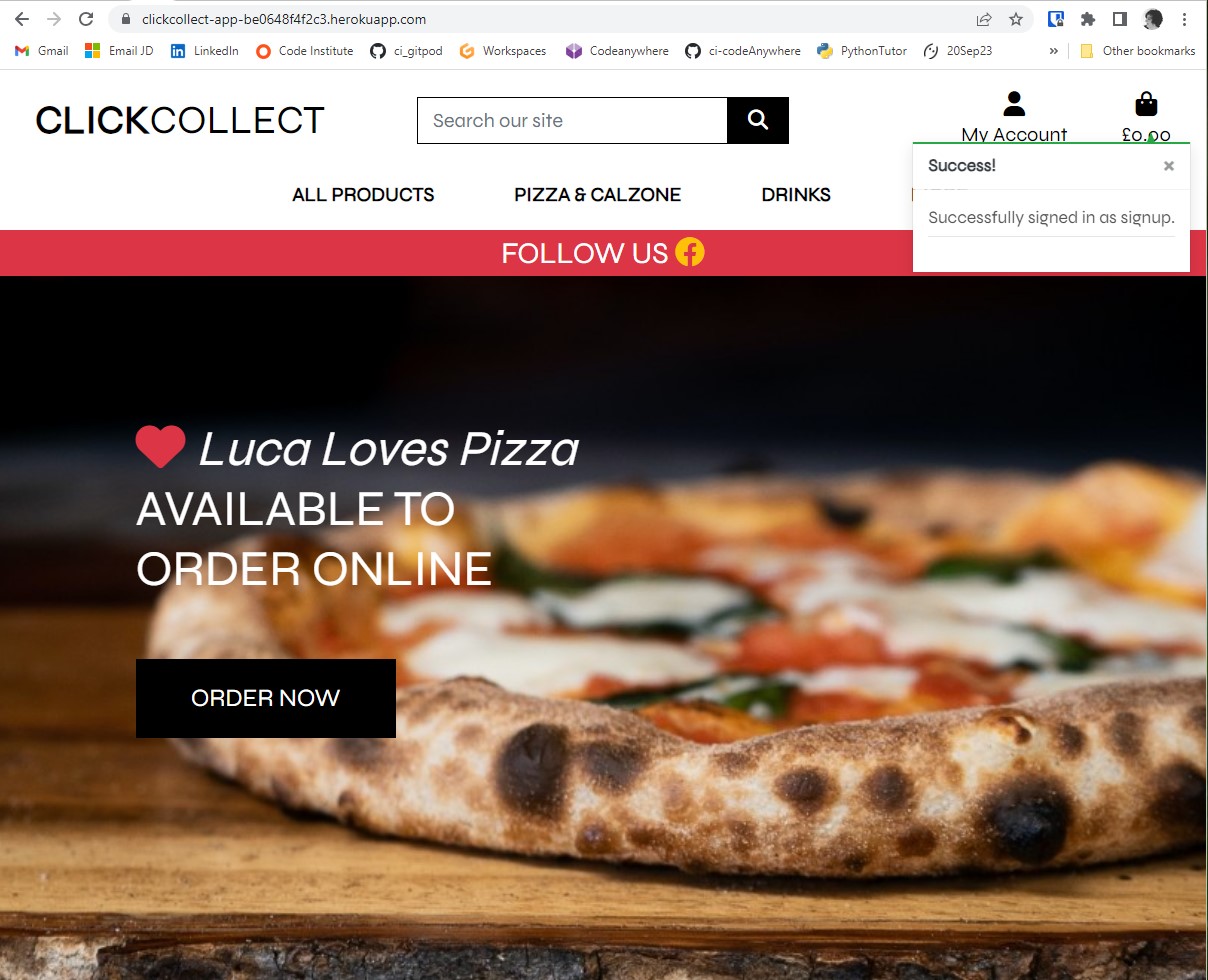 clickcollect-app-be0648f4f2c3.herokuapp.com
Gmail Email JD LinkedIn Code Institute ci_gitpod Workspaces Codeanywhere ci-codeAnywhere PythonTutor 20Sep23 » Other bookmarks
CLICKCOLLECT
Search our site
My Account
£0.00
Success! ×
Successfully signed in as signup.
ALL PRODUCTS PIZZA & CALZONE DRINKS
FOLLOW US
Luca Loves Pizza
AVAILABLE TO
ORDER ONLINE
ORDER NOW